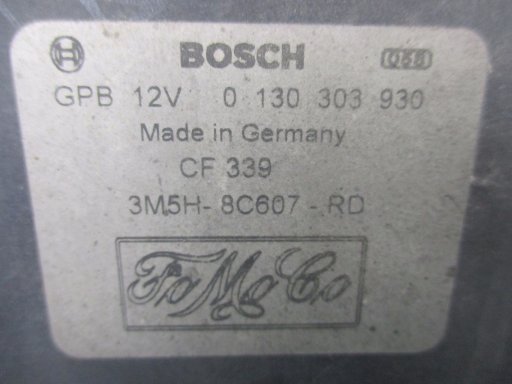 BOSCH
GPB 12V 0 130 303 930
Made in Germany
CF 339
3M5H- 8C607 - RD
FoMoCo